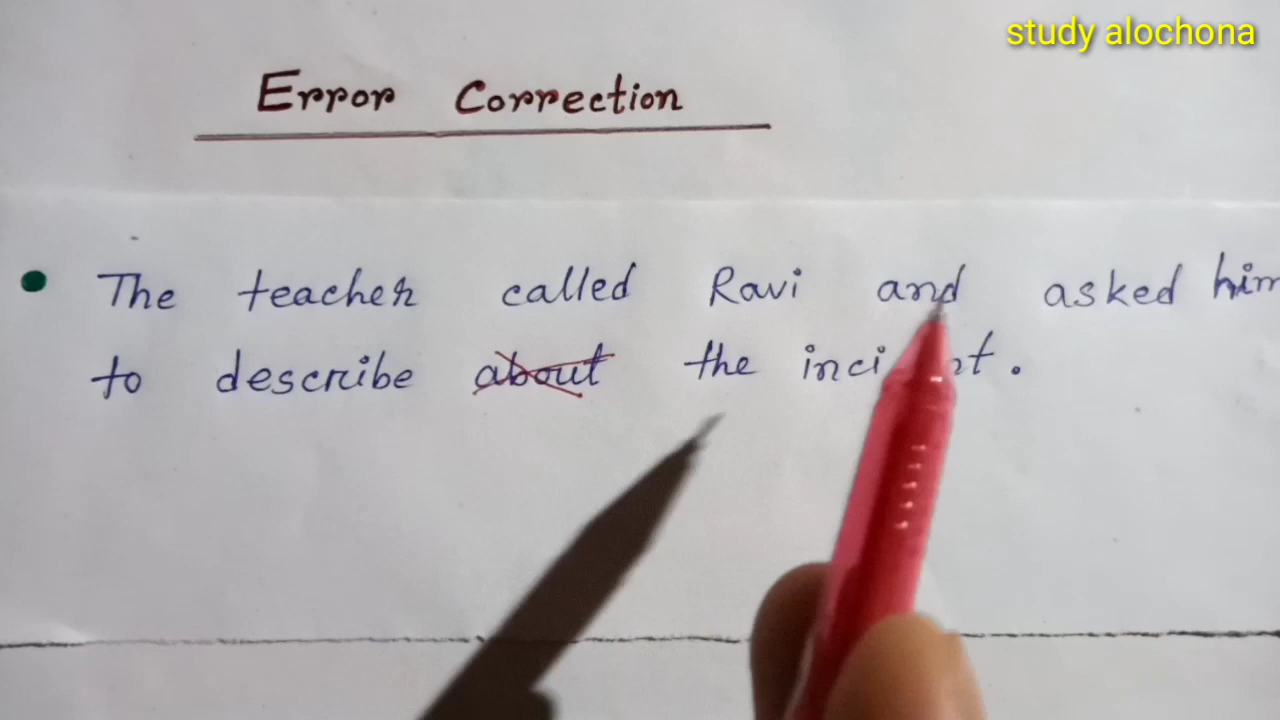 study alochona
Error Correction
The teacher called Ravi and asked him
to describe about the